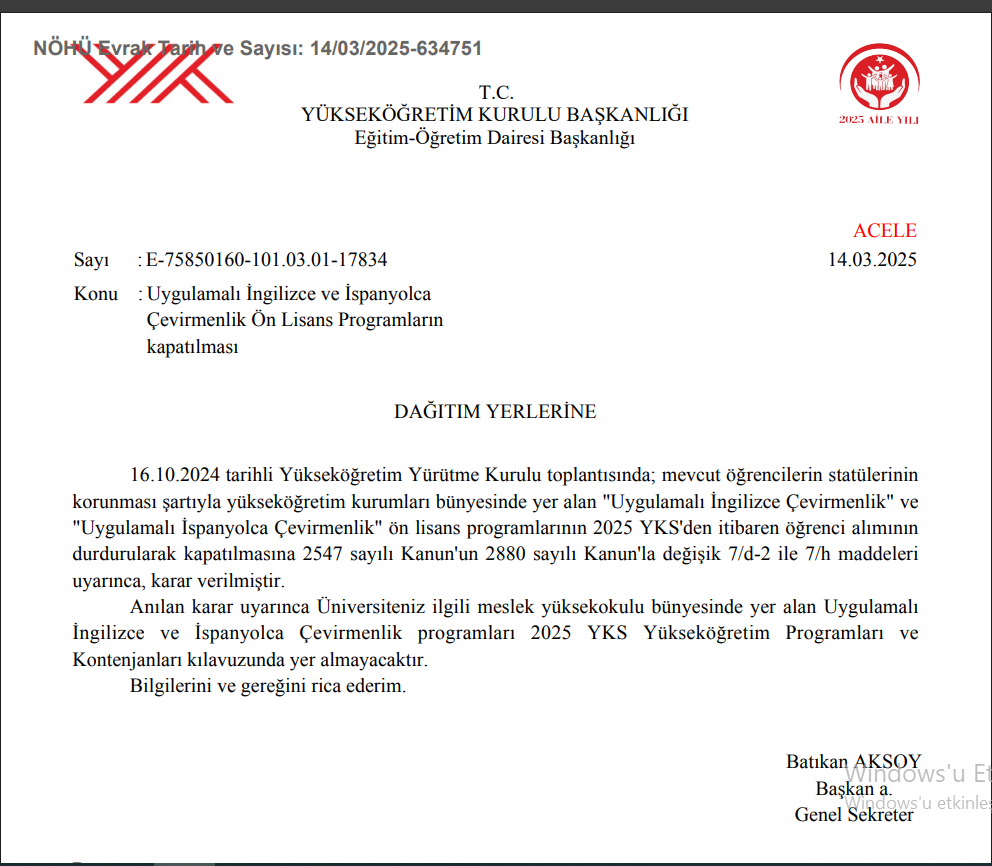 NÖHÜ Evrak Tarih ve Sayısı: 14/03/2025-634751
T.C.
YÜKSEKÖĞRETİM KURULU BAŞKANLIĞI
Eğitim-Öğretim Dairesi Başkanlığı
2025 AİLE YILI
ACELE
Sayı : E-75850160-101.03.01-17834 14.03.2025
Konu : Uygulamalı İngilizce ve İspanyolca
Çevirmenlik Ön Lisans Programların
kapatılması
DAĞITIM YERLERİNE
16.10.2024 tarihli Yükseköğretim Yürütme Kurulu toplantısında; mevcut öğrencilerin statülerinin
korunması şartıyla yükseköğretim kurumları bünyesinde yer alan "Uygulamalı İngilizce Çevirmenlik" ve
"Uygulamalı İspanyolca Çevirmenlik" ön lisans programlarının 2025 YKS'den itibaren öğrenci alımının
durdurularak kapatılmasına 2547 sayılı Kanun'un 2880 sayılı Kanun'la değişik 7/d-2 ile 7/h maddeleri
uyarınca, karar verilmiştir.
Anılan karar uyarınca Üniversiteniz ilgili meslek yüksekokulu bünyesinde yer alan Uygulamalı
İngilizce ve İspanyolca Çevirmenlik programları 2025 YKS Yükseköğretim Programları ve
Kontenjanları kılavuzunda yer almayacaktır.
Bilgilerini ve gereğini rica ederim.
Batıkan AKSOY
Windows'u Et
Başkan a.
Windows'u etkinleş
Genel Sekreter